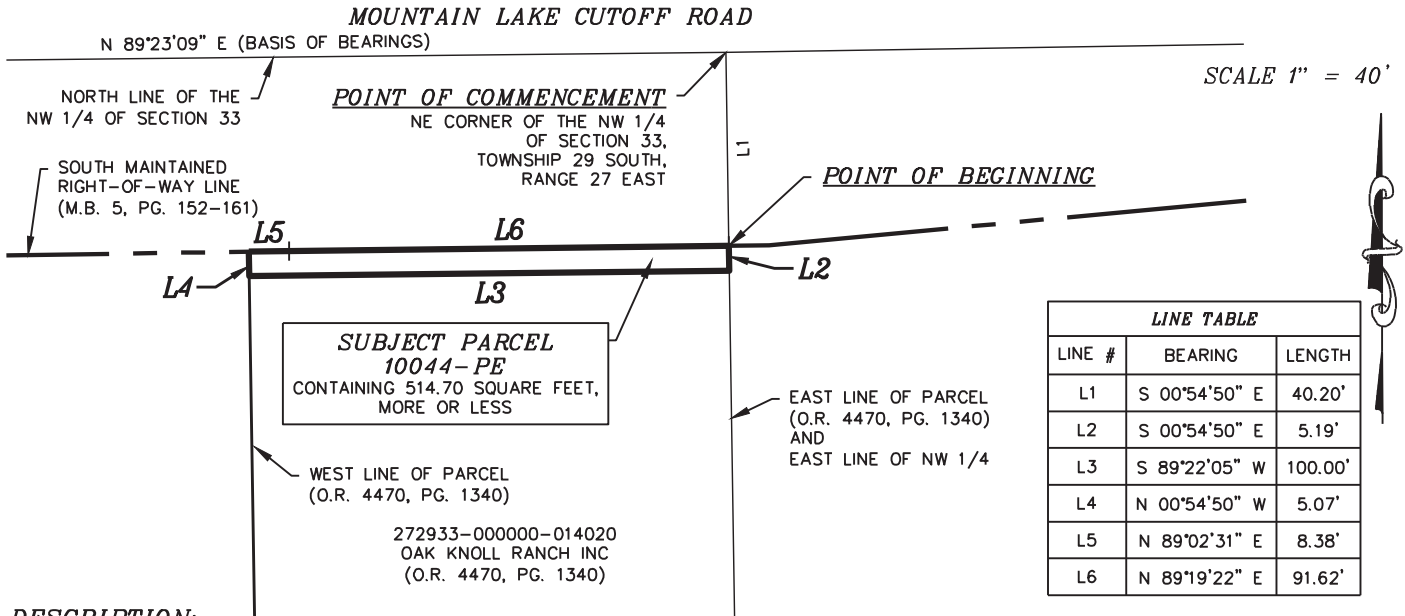 MOUNTAIN LAKE CUTOFF ROAD
N 89°23'09" E (BASIS OF BEARINGS)
SCALE 1" = 40'
NORTH LINE OF THE
NW 1/4 OF SECTION 33
POINT OF COMMENCEMENT
NE CORNER OF THE NW 1/4
OF SECTION 33,
TOWNSHIP 29 SOUTH,
RANGE 27 EAST
L1
SOUTH MAINTAINED
RIGHT-OF-WAY LINE
(M.B. 5, PG. 152-161)
POINT OF BEGINNING
L5
L6
L4
L3
L2
SUBJECT PARCEL
10044-PE
CONTAINING 514.70 SQUARE FEET,
MORE OR LESS
EAST LINE OF PARCEL
(O.R. 4470, PG. 1340)
AND
EAST LINE OF NW 1/4
WEST LINE OF PARCEL
(O.R. 4470, PG. 1340)
272933-000000-014020
OAK KNOLL RANCH INC
(O.R. 4470, PG. 1340)
LINE TABLE
LINE # BEARING LENGTH
L1 S 00°54'50" E 40.20'
L2 S 00°54'50" E 5.19'
L3 S 89°22'05" W 100.00'
L4 N 00°54'50" W 5.07'
L5 N 89°02'31" E 8.38'
L6 N 89°19'22" E 91.62'
DESCRIPTION: